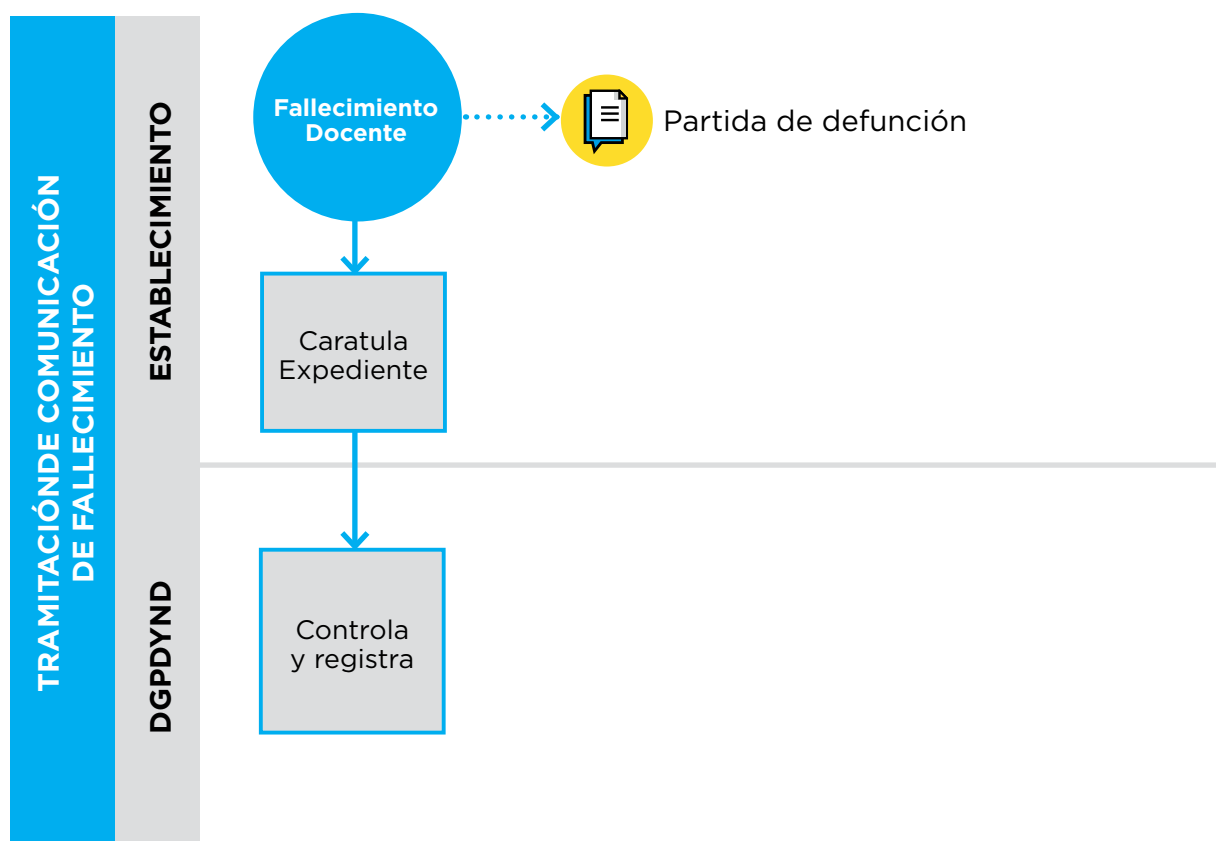 TRAMITACIÓNDE COMUNICACIÓN
DE FALLECIMIENTO
ESTABLECIMIENTO
Fallecimiento
Docente
Partida de defunción
Caratula
Expediente
DGPDYND
Controla
y registra